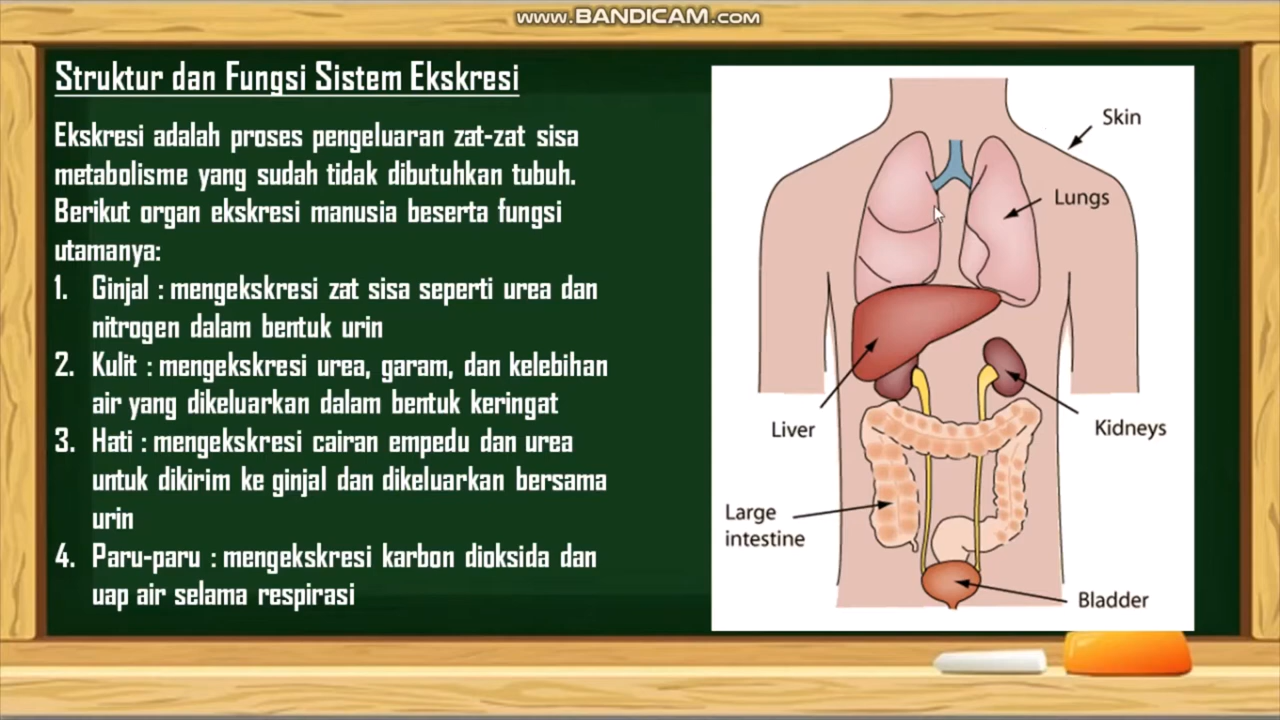 www.BANDICAM.com
Struktur dan Fungsi Sistem Ekskresi
Ekskresi adalah proses pengeluaran zat-zat sisa
metabolisme yang sudah tidak dibutuhkan tubuh.
Berikut organ ekskresi manusia beserta fungsi
utamanya:
1. Ginjal : mengekskresi zat sisa seperti urea dan
nitrogen dalam bentuk urin
2. Kulit : mengekskresi urea, garam, dan kelebihan
air yang dikeluarkan dalam bentuk keringat
3. Hati : mengekskresi cairan empedu dan urea
untuk dikirim ke ginjal dan dikeluarkan bersama
urin
4. Paru-paru : mengekskresi karbon dioksida dan
uap air selama respirasi
Skin
Lungs
Liver
Kidneys
Large
intestine
Bladder